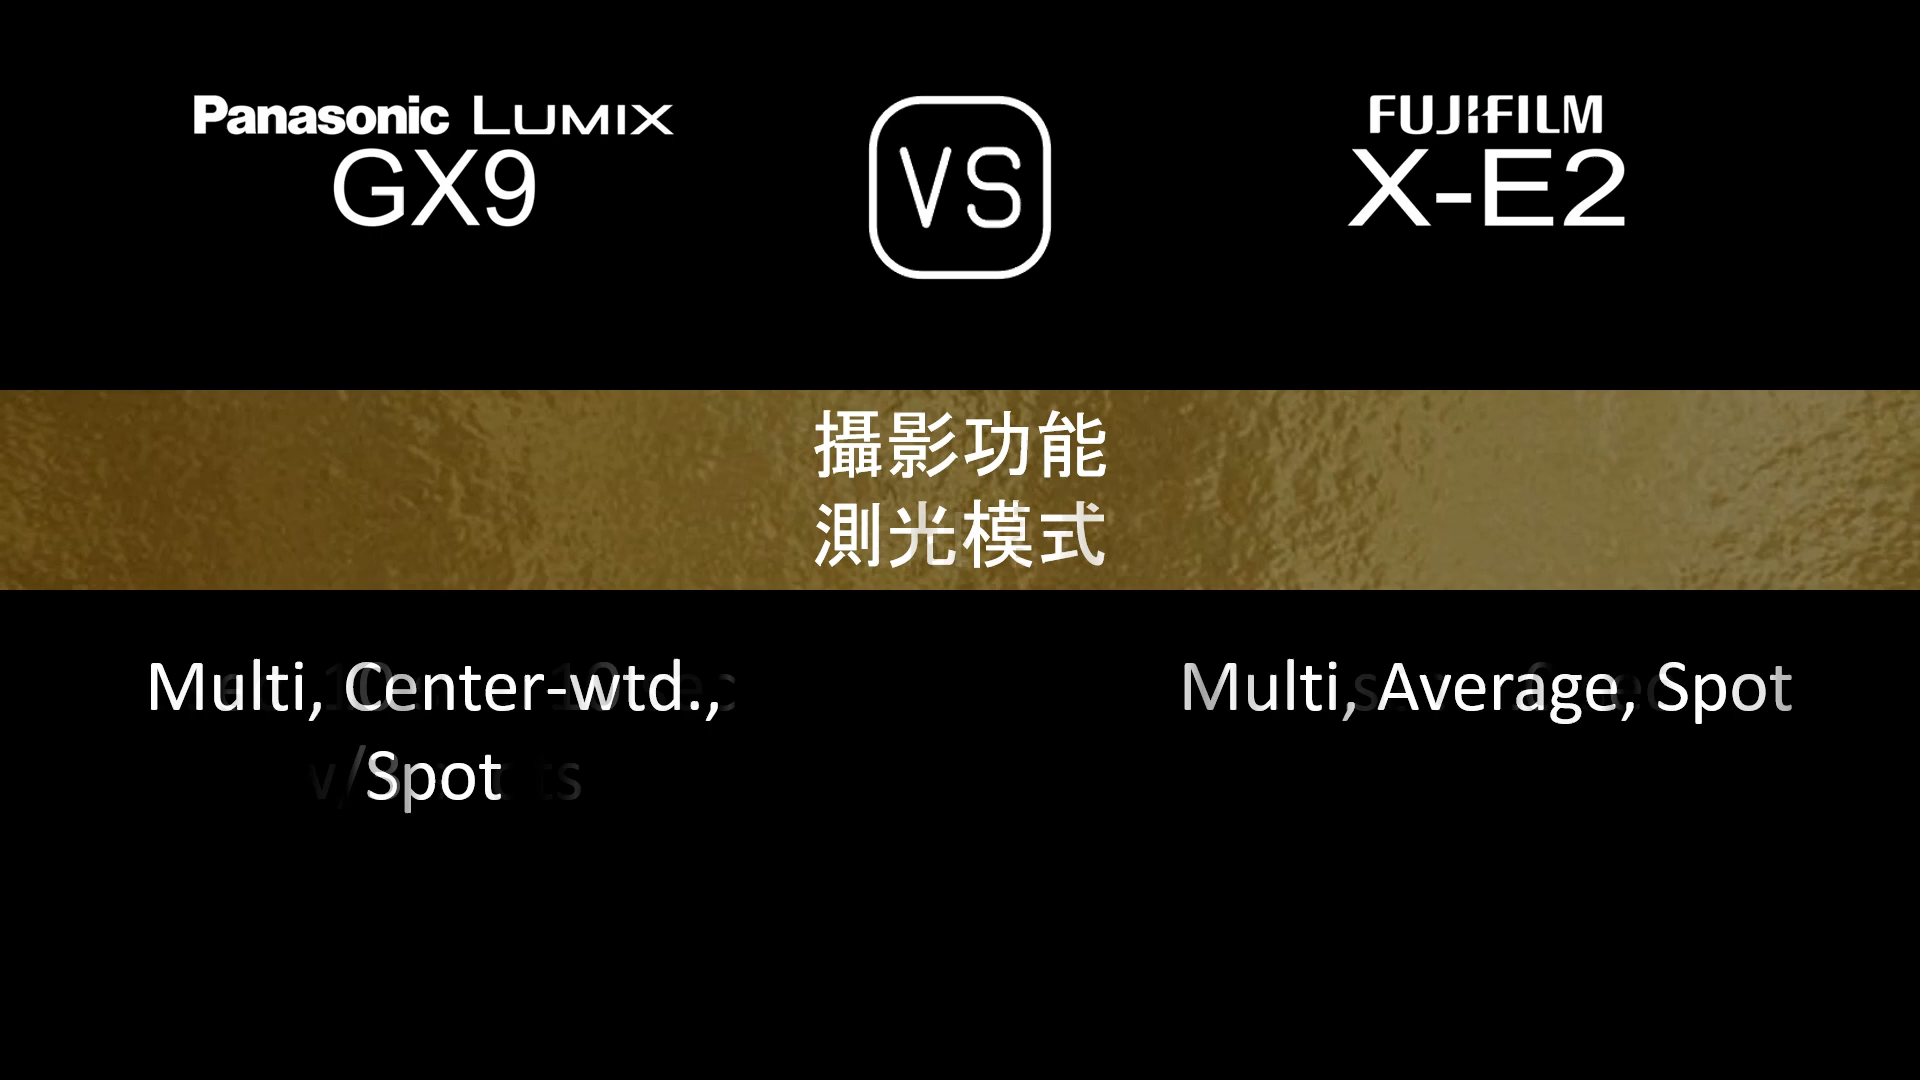 Panasonic LUMIX
GX9
VS
FUJIFILM
X-E2
攝影功能
測光模式
Multi, Center-wtd.,
Spot
Multi, Average, Spot